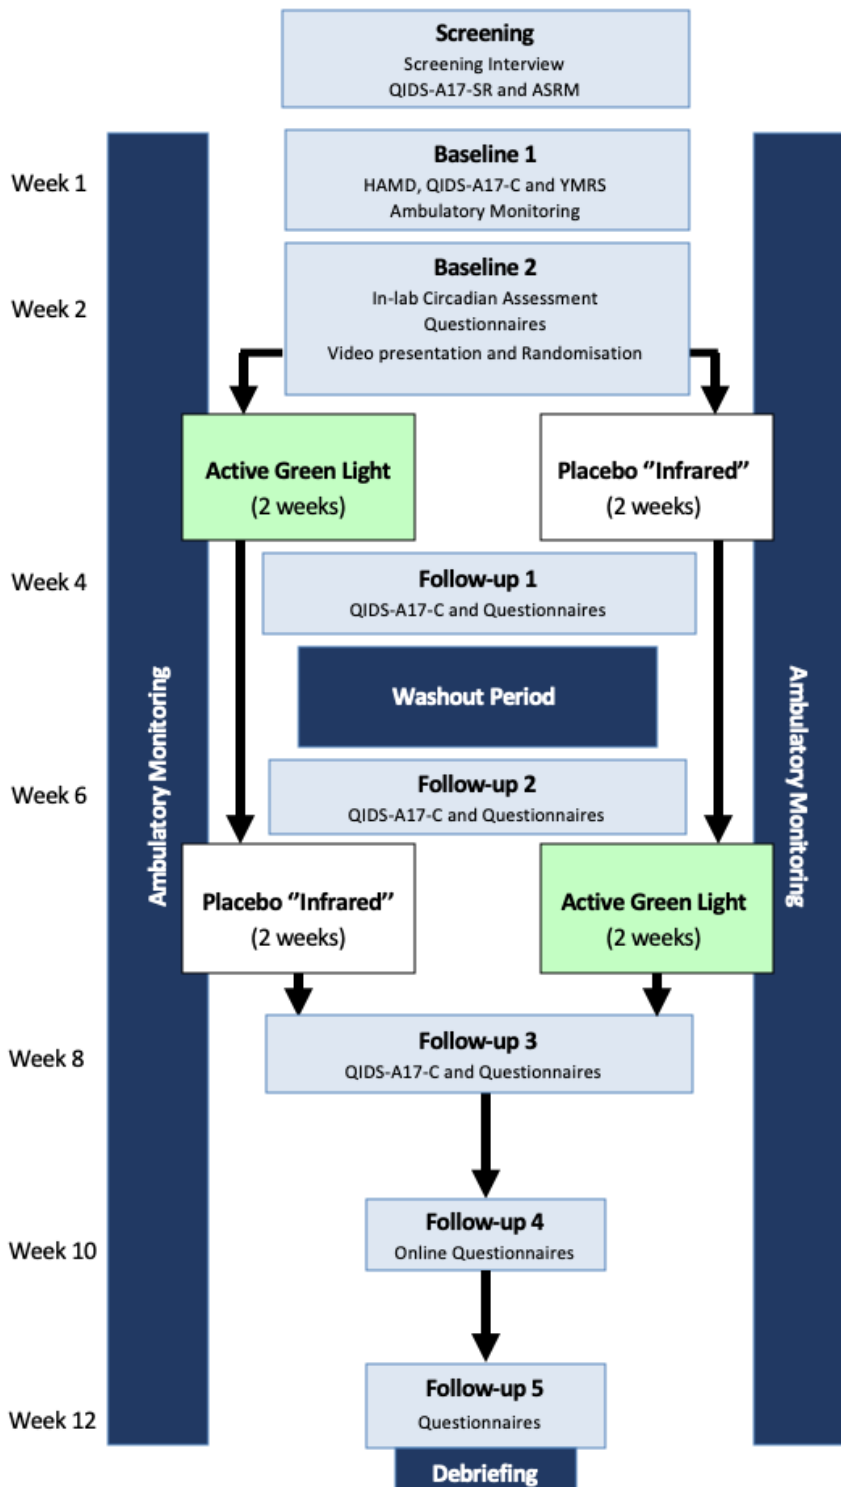 Screening
Screening Interview
QIDS-A17-SR and ASRM
Week 1
Baseline 1
HAMD, QIDS-A17-C and YMRS
Ambulatory Monitoring
Week 2
Baseline 2
In-lab Circadian Assessment
Questionnaires
Video presentation and Randomisation
Active Green Light
(2 weeks)
Placebo “Infrared”
(2 weeks)
Week 4
Follow-up 1
QIDS-A17-C and Questionnaires
Ambulatory Monitoring
Washout Period
Ambulatory Monitoring
Week 6
Follow-up 2
QIDS-A17-C and Questionnaires
Placebo “Infrared”
(2 weeks)
Active Green Light
(2 weeks)
Week 8
Follow-up 3
QIDS-A17-C and Questionnaires
Week 10
Follow-up 4
Online Questionnaires
Week 12
Follow-up 5
Questionnaires
Debriefing